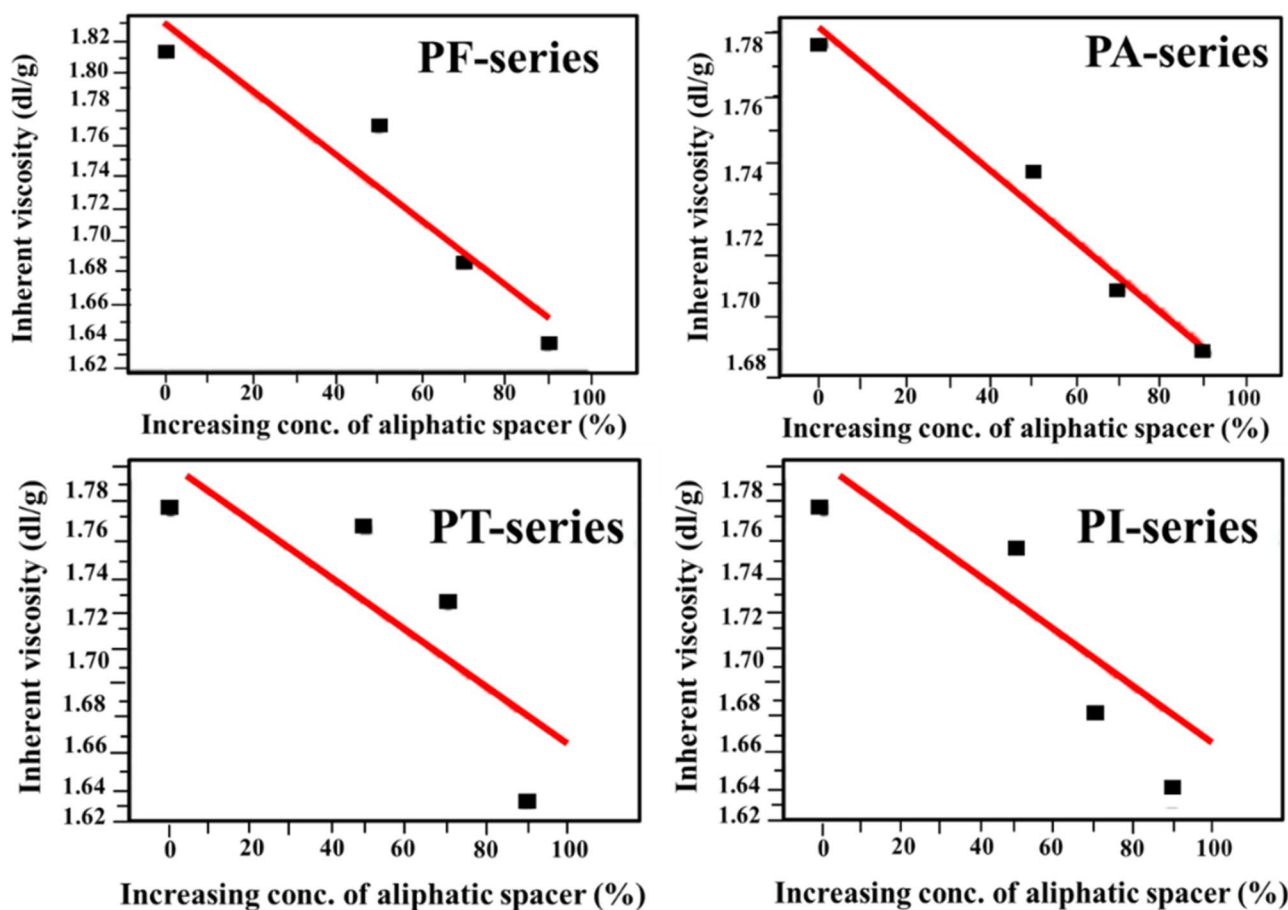 PF-series
Inherent viscosity (dl/g)
1.82
1.80
1.78
1.76
1.74
1.72
1.70
1.68
1.66
1.64
1.62
0 20 40 60 80 100
Increasing conc. of aliphatic spacer (%)
PA-series
Inherent viscosity (dl/g)
1.78
1.76
1.74
1.72
1.70
1.68
0 20 40 60 80 100
Increasing conc. of aliphatic spacer (%)
PT-series
Inherent viscosity (dl/g)
1.78
1.76
1.74
1.72
1.70
1.68
1.66
1.64
1.62
0 20 40 60 80 100
Increasing conc. of aliphatic spacer (%)
PI-series
Inherent viscosity (dl/g)
1.78
1.76
1.74
1.72
1.70
1.68
1.66
1.64
1.62
0 20 40 60 80 100
Increasing conc. of aliphatic spacer (%)